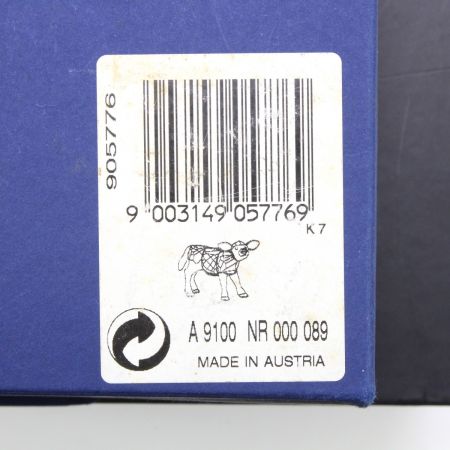 905776
9 003149 057769
K7
A 9100 NR 000 089
MADE IN AUSTRIA